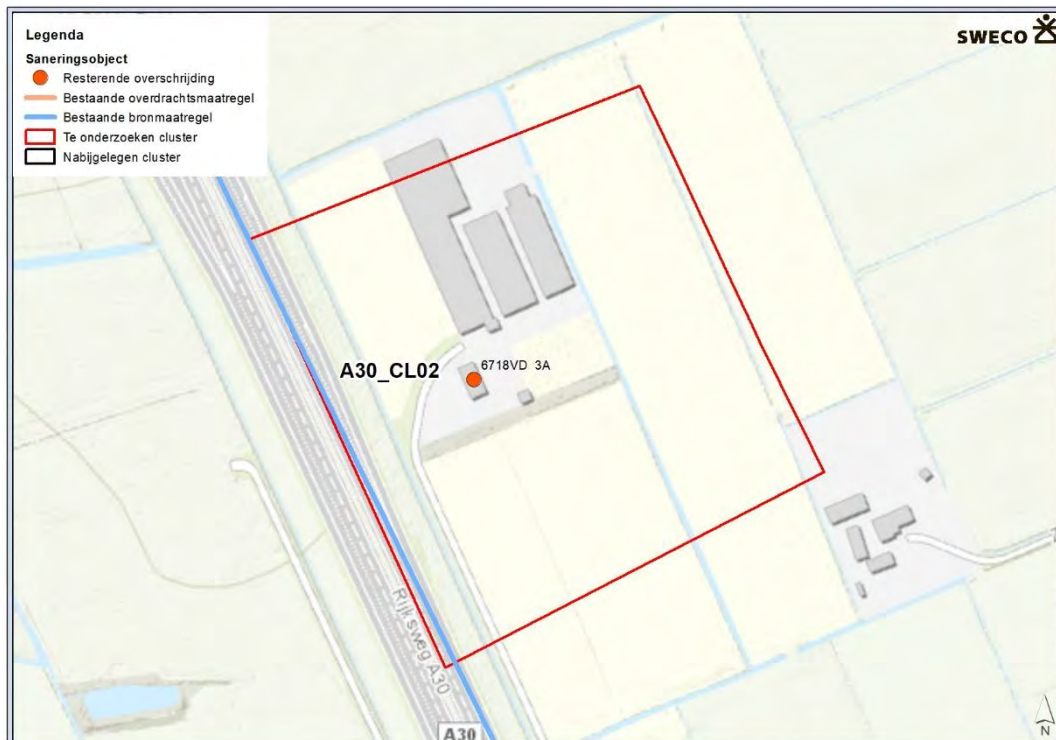 Legenda
Saneringsobject
Resterende overschrijding
Bestaande overdrachtsmaatregel
Bestaande bronmaatregel
Te onderzoeken cluster
Nabijgelegen cluster
SWECO
A30_CL02
6718VD 3A
Rijksweg A30
A30
N